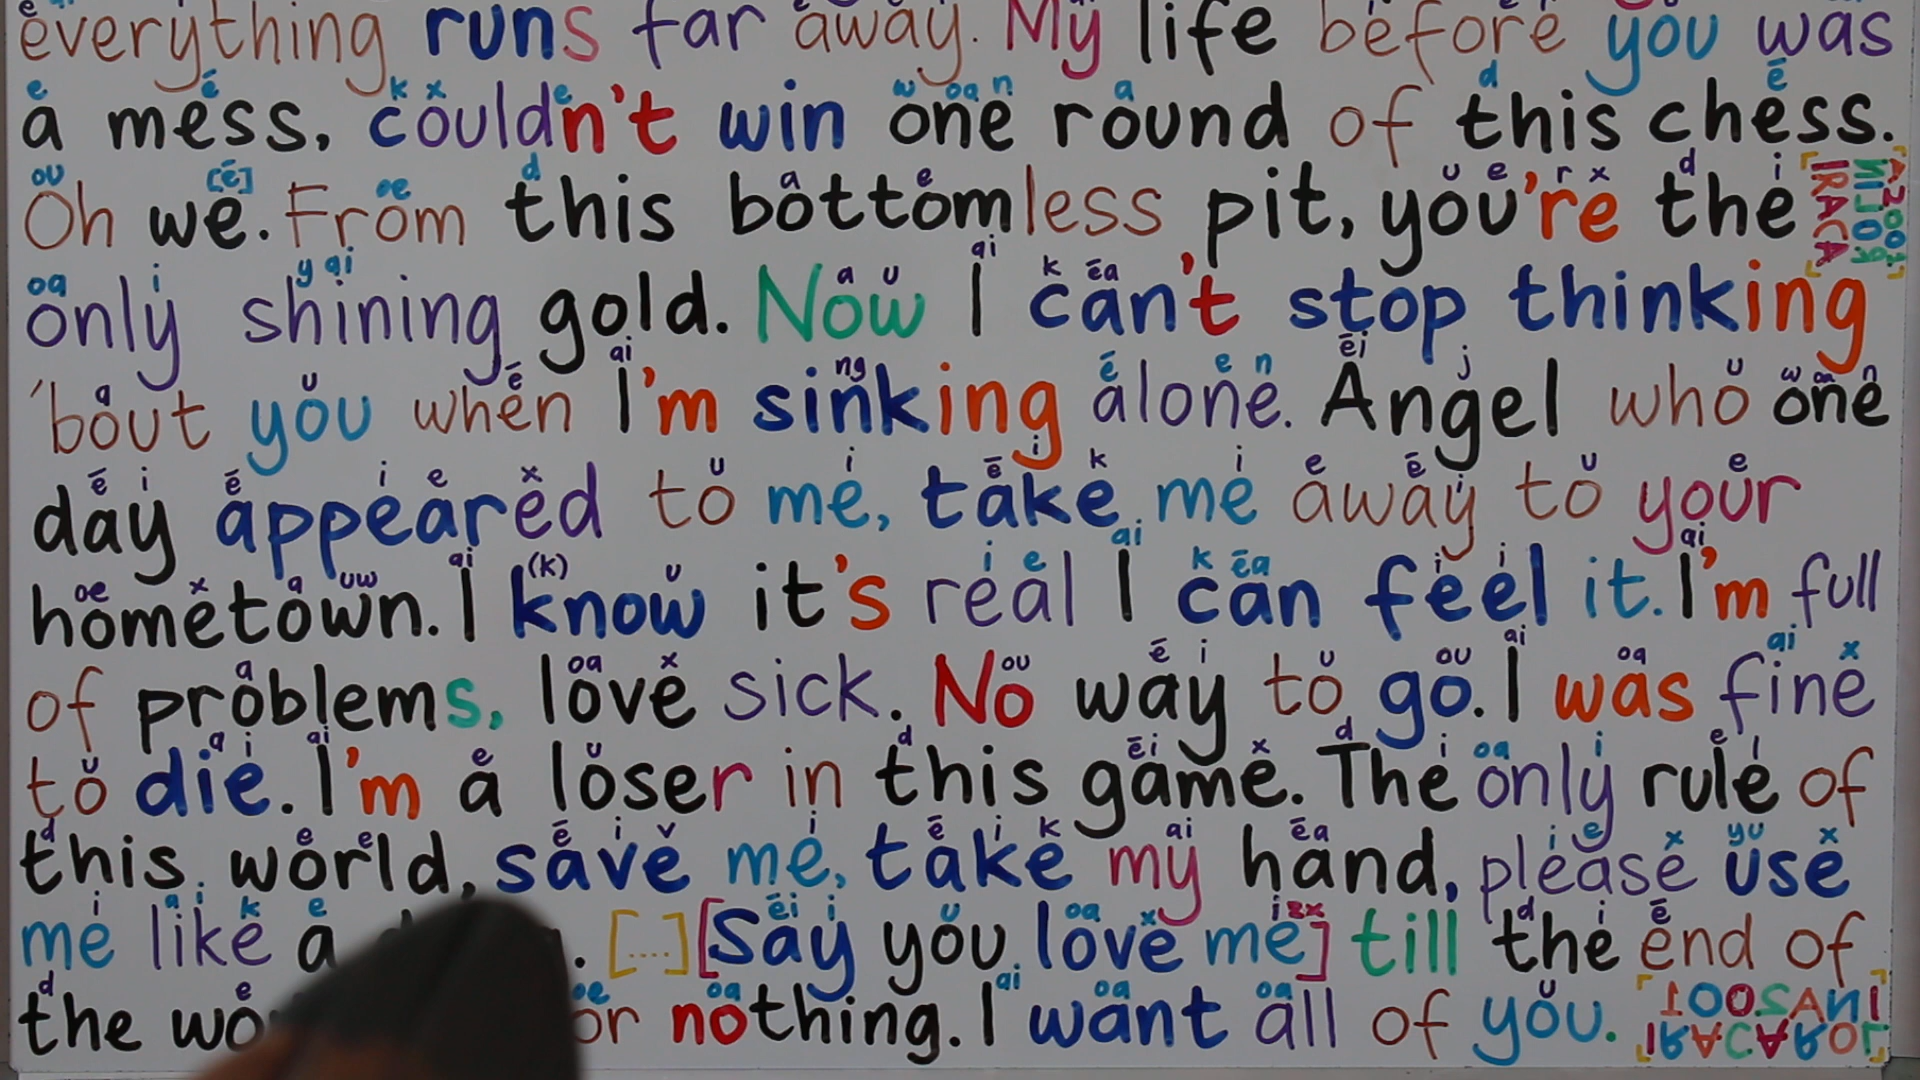 everything runs far away. My life before you was
a mess, couldn't win one round of this chess.
Oh we. From this bottomless pit, you're the
only shining gold. Now I can't stop thinking
'bout you when I'm sinking alone. Angel who one
day appeared to me, take me away to your
hometown. I know it's real I can feel it. I'm full
of problems, love sick. No way to go. I was fine
to die. I'm a loser in this game. The only rule of
this world, save me, take my hand, please use
me like a . [....] [Say you love me] till the end of
the or nothing. I want all of you.